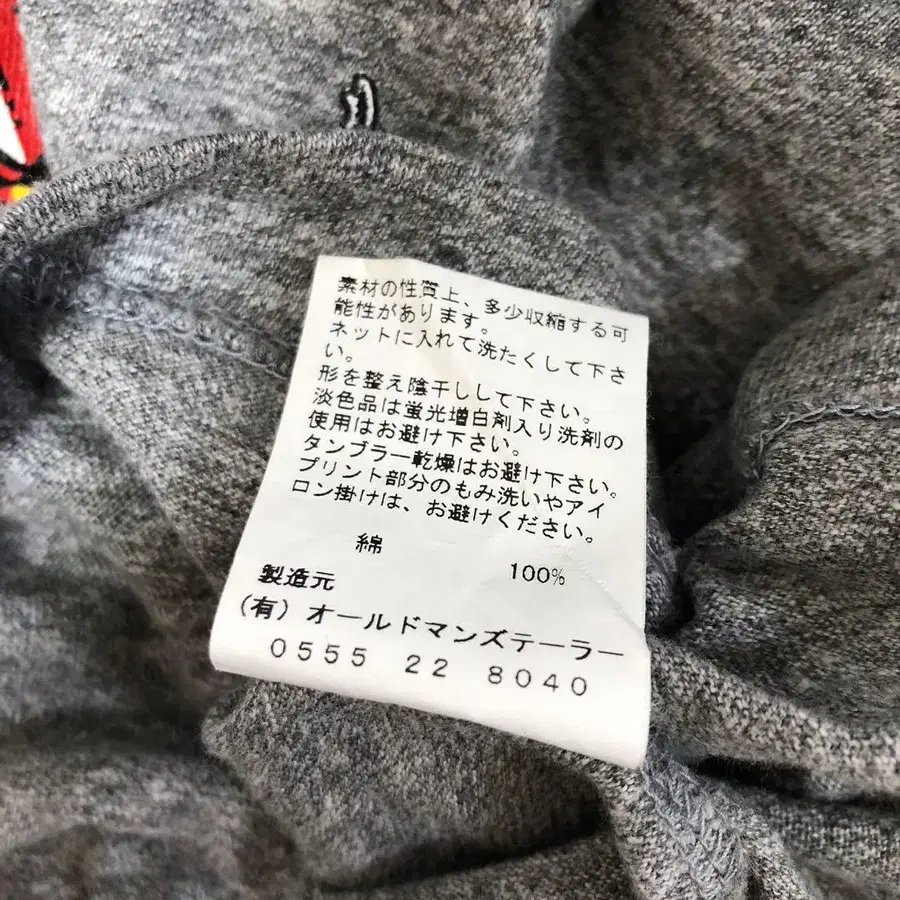 素材の性質上、多少収縮する可
能性があります。
ネットに入れて洗たくして下さ
い。
形を整え陰干しして下さい。
淡色品は蛍光増白剤入り洗剤の
使用はお避け下さい。
タンブラー乾燥はお避け下さい。
プリント部分のもみ洗いやアイ
ロン掛けは、お避けください。
綿 100%
製造元
(有) オールドマンズテーラー
0555 22 8040